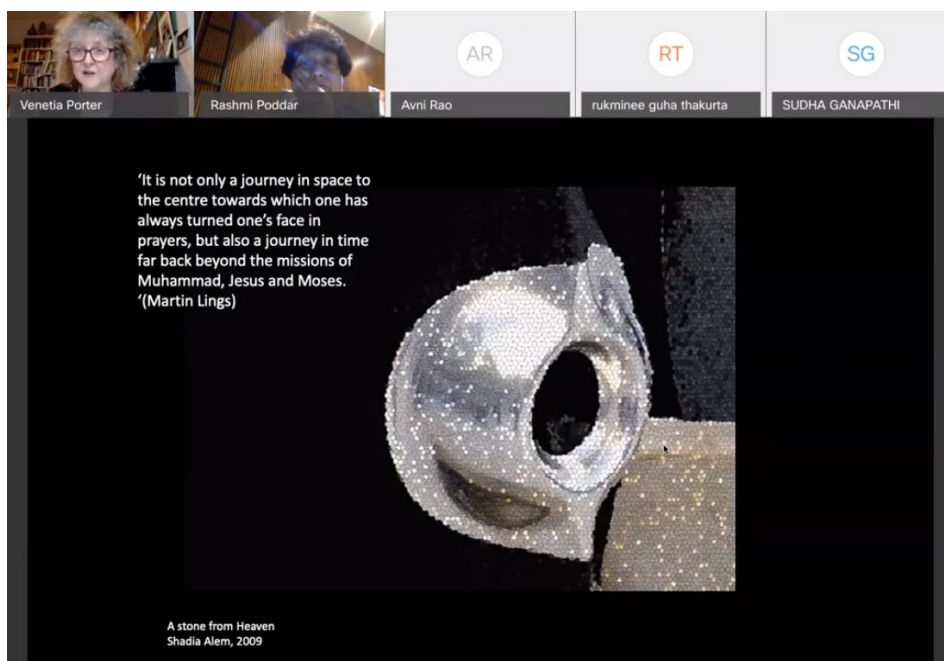 AR
RT
SG
Venetia Porter
Rashmi Poddar
Avni Rao
rukminee guha thakurta
SUDHA GANAPATHI
‘It is not only a journey in space to
the centre towards which one has
always turned one’s face in
prayers, but also a journey in time
far back beyond the missions of
Muhammad, Jesus and Moses.
‘(Martin Lings)
A stone from Heaven
Shadia Alem, 2009